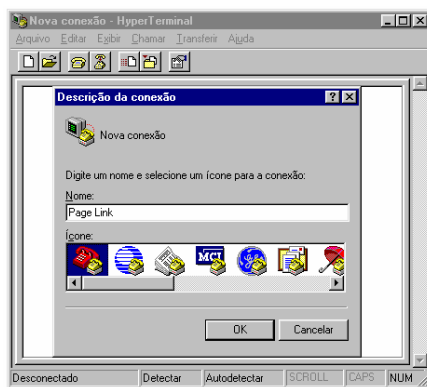 Nova conexão - HyperTerminal
Arquivo Editar Exibir Chamar Transferir Ajuda
Descrição da conexão
Nova conexão
Digite um nome e selecione um ícone para a conexão:
Nome:
Page Link
Ícone:
MCI
OK Cancelar
Desconectado Detectar Autodetectar SCROLL CAPS NUM